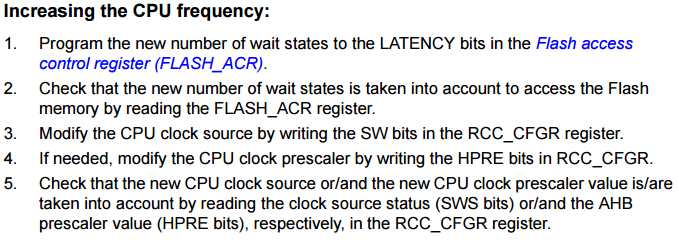 Increasing the CPU frequency:
1. Program the new number of wait states to the LATENCY bits in the Flash access
control register (FLASH_ACR).
2. Check that the new number of wait states is taken into account to access the Flash
memory by reading the FLASH_ACR register.
3. Modify the CPU clock source by writing the SW bits in the RCC_CFGR register.
4. If needed, modify the CPU clock prescaler by writing the HPRE bits in RCC_CFGR.
5. Check that the new CPU clock source or/and the new CPU clock prescaler value is/are
taken into account by reading the clock source status (SWS bits) or/and the AHB
prescaler value (HPRE bits), respectively, in the RCC_CFGR register.